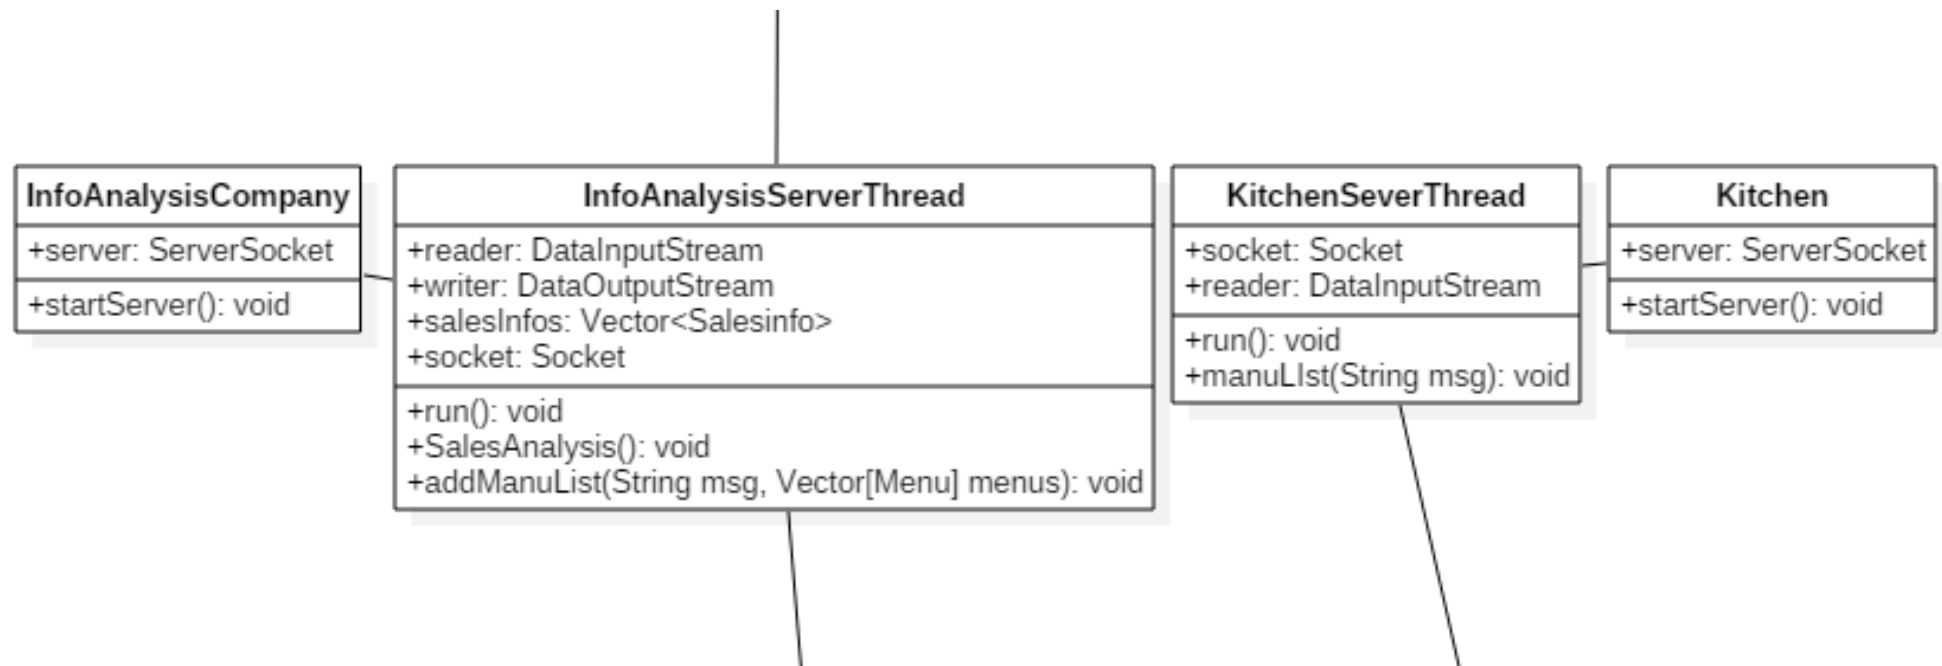 InfoAnalysisCompany
+server: ServerSocket
+startServer(): void
InfoAnalysisServerThread
+reader: DataInputStream
+writer: DataOutputStream
+salesInfos: Vector<Salesinfo>
+socket: Socket
+run(): void
+SalesAnalysis(): void
+addManuList(String msg, Vector[Menu] menus): void
KitchenSeverThread
+socket: Socket
+reader: DataInputStream
+run(): void
+manuLIst(String msg): void
Kitchen
+server: ServerSocket
+startServer(): void